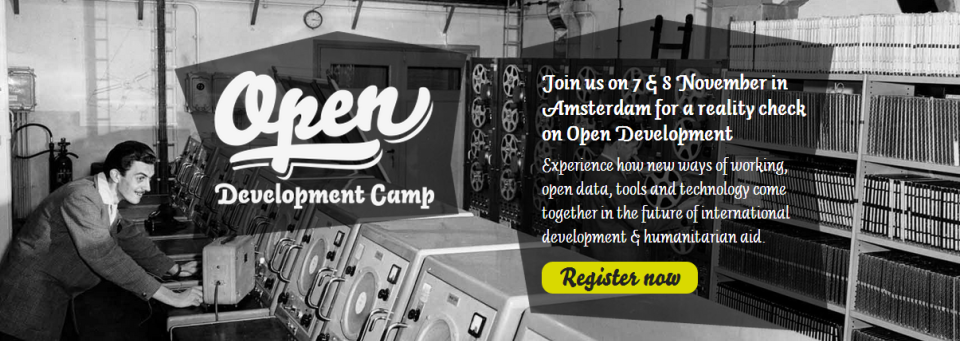 Open
Development Camp
Join us on 7 & 8 November in
Amsterdam for a reality check
on Open Development
Experience how new ways of working,
open data, tools and technology come
together in the future of international
development & humanitarian aid.
Register now